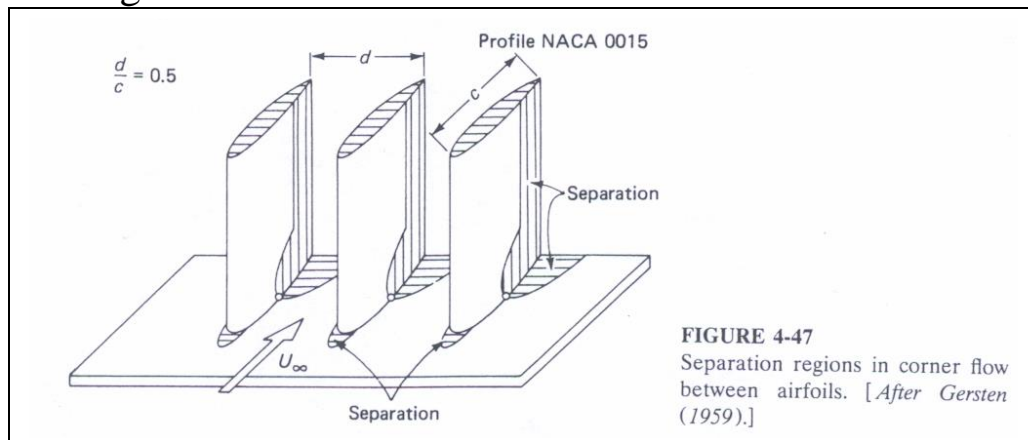 d
Profile NACA 0015
d/c = 0.5
c
Separation
U∞
Separation
FIGURE 4-47
Separation regions in corner flow
between airfoils. [After Gersten
(1959).]